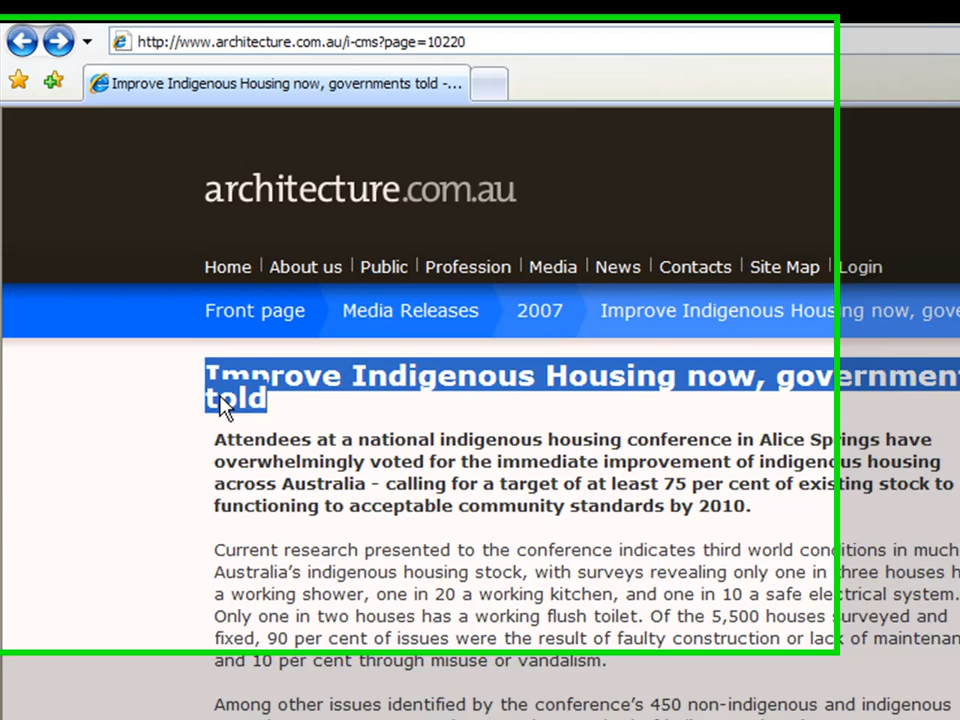 http://www.architecture.com.au/i-cms?page=10220
Improve Indigenous Housing now, governments told -...
architecture.com.au
Home | About us | Public | Profession | Media | News | Contacts | Site Map | Login
Front page Media Releases 2007 Improve Indigenous Housing now, gove
Improve Indigenous Housing now, government
told
Attendees at a national indigenous housing conference in Alice Springs have
overwhelmingly voted for the immediate improvement of indigenous housing
across Australia - calling for a target of at least 75 per cent of existing stock to
functioning to acceptable community standards by 2010.
Current research presented to the conference indicates third world conditions in much
Australia's indigenous housing stock, with surveys revealing only one in three houses h
a working shower, one in 20 a working kitchen, and one in 10 a safe electrical system.
Only one in two houses has a working flush toilet. Of the 5,500 houses surveyed and
fixed, 90 per cent of issues were the result of faulty construction or lack of maintenan
and 10 per cent through misuse or vandalism.
Among other issues identified by the conference's 450 non-indigenous and indigenous